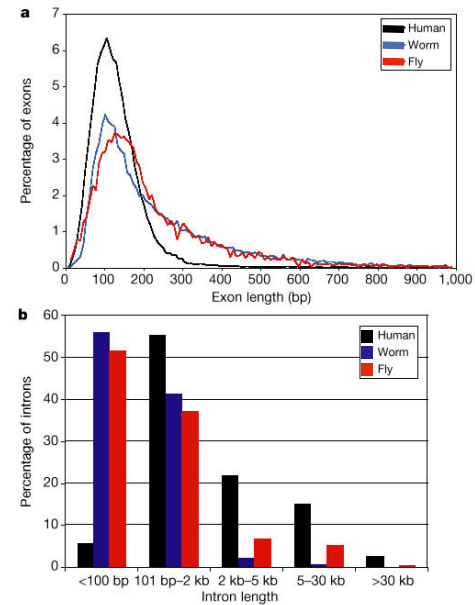 a
7
6
5
4
3
2
1
0
Percentage of exons
Human
Worm
Fly
0 100 200 300 400 500 600 700 800 900 1,000
Exon length (bp)
b
60
50
40
30
20
10
0
Percentage of introns
Human
Worm
Fly
<100 bp 101 bp–2 kb 2 kb–5 kb 5–30 kb >30 kb
Intron length